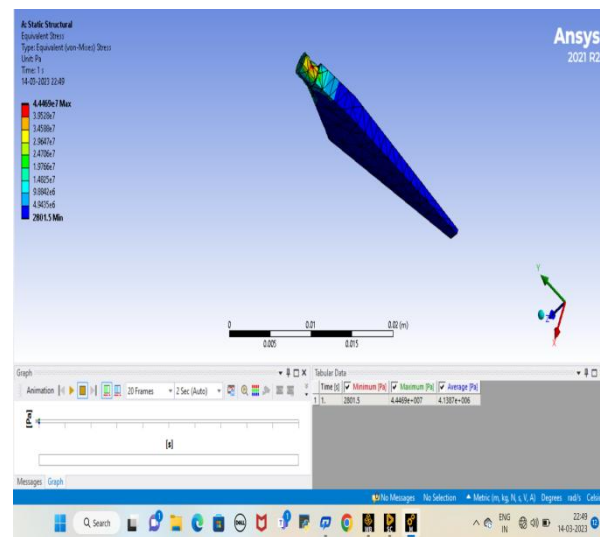 A: Static Structural
Equivalent Stress
Type: Equivalent (von-Mises) Stress
Unit: Pa
Time: 1 s
14-03-2023 22:49
4.4469e7 Max
3.9528e7
3.4588e7
2.9647e7
2.4706e7
1.9766e7
1.4825e7
9.8842e6
4.9435e6
2801.5 Min
Ansys
2021 R2
Y
Z
X
0 0.01 0.02 (m)
0.005 0.015
Graph
Animation 20 Frames 2 Sec (Auto)
[Pa]
[s]
Messages Graph
Tabular Data
Time [s] Minimum [Pa] Maximum [Pa] Average [Pa]
1 1. 2801.5 4.4469e+007 4.1387e+006
No Messages No Selection Metric (m, kg, N, s, V, A) Degrees rad/s Celsi
Search
DELL
ENG
IN
22:49
14-03-2023